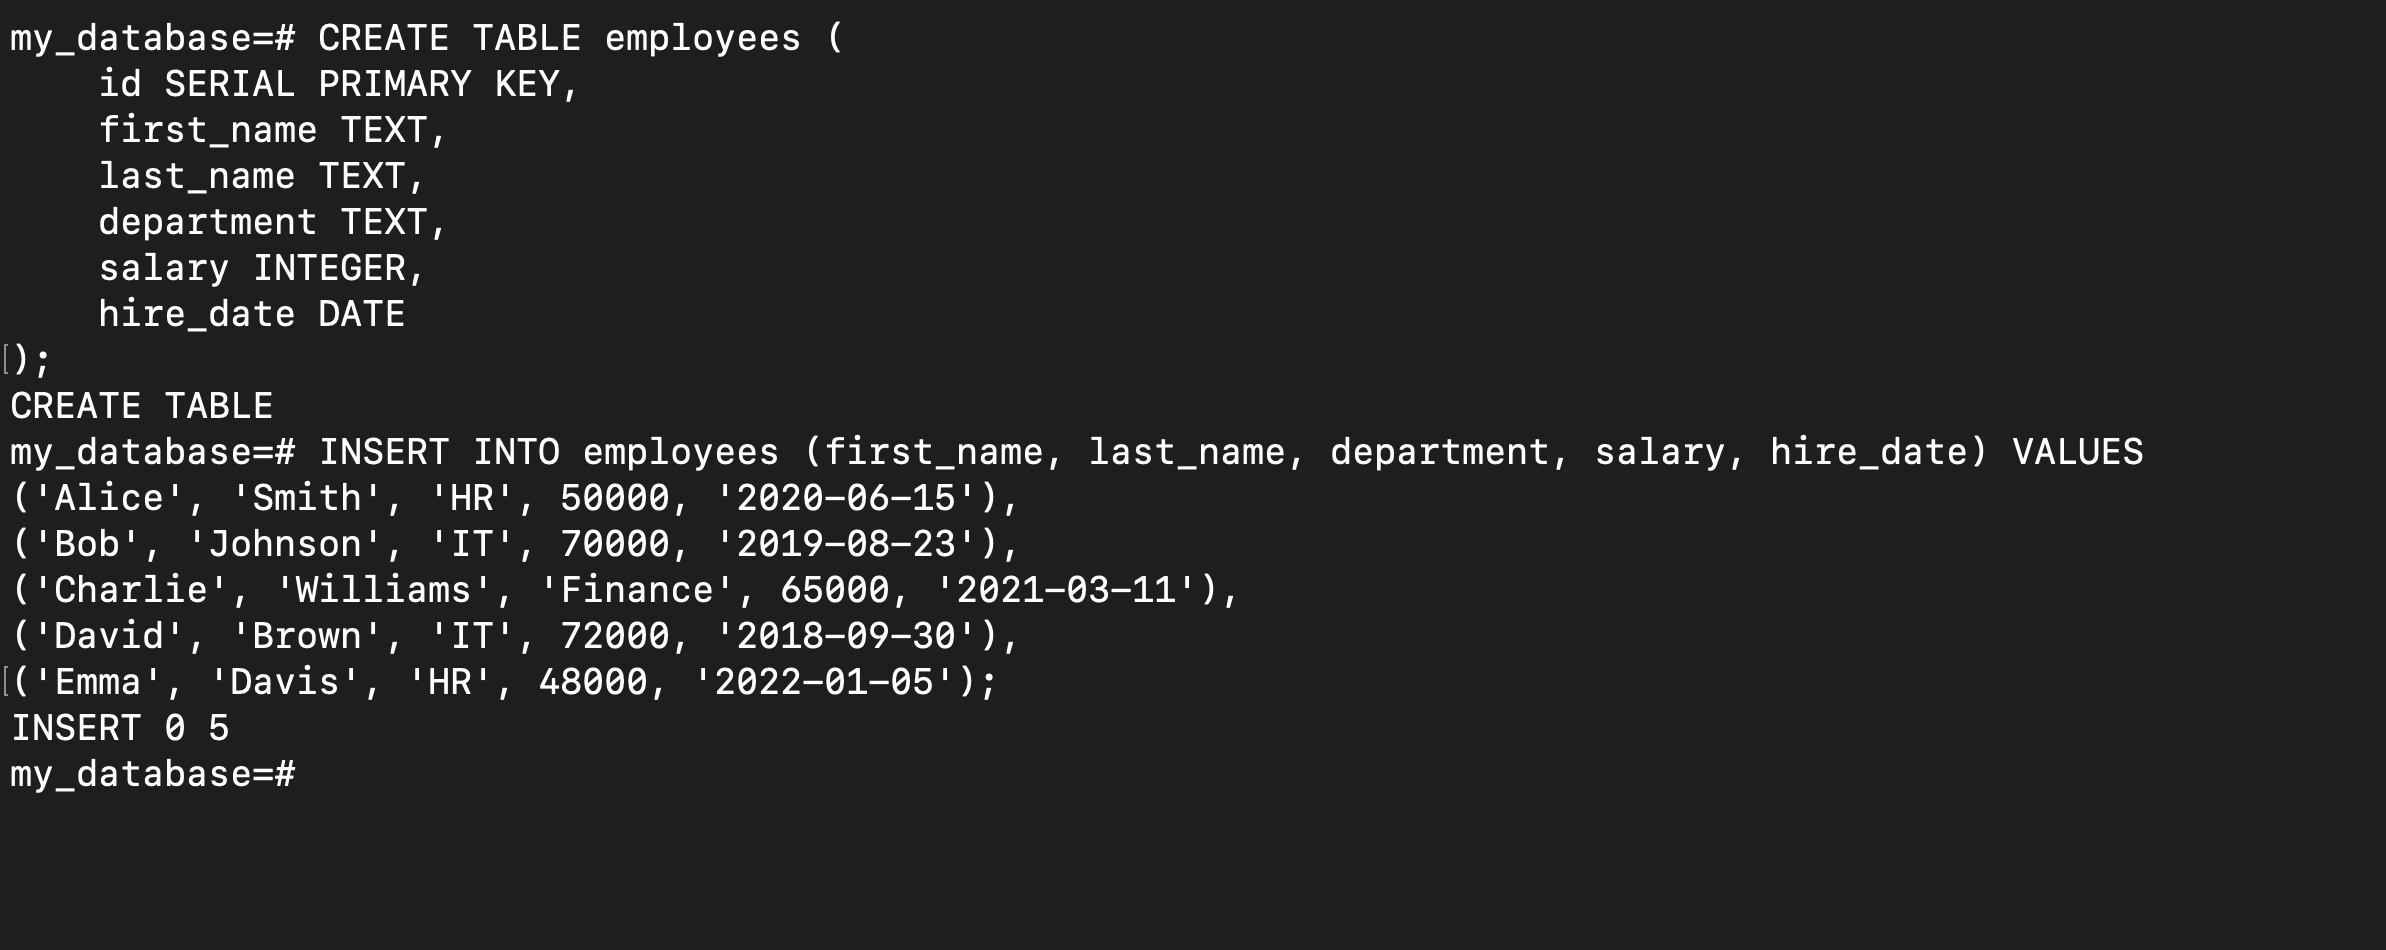 my_database=# CREATE TABLE employees (
    id SERIAL PRIMARY KEY,
    first_name TEXT,
    last_name TEXT,
    department TEXT,
    salary INTEGER,
    hire_date DATE
);
CREATE TABLE
my_database=# INSERT INTO employees (first_name, last_name, department, salary, hire_date) VALUES
('Alice', 'Smith', 'HR', 50000, '2020-06-15'),
('Bob', 'Johnson', 'IT', 70000, '2019-08-23'),
('Charlie', 'Williams', 'Finance', 65000, '2021-03-11'),
('David', 'Brown', 'IT', 72000, '2018-09-30'),
('Emma', 'Davis', 'HR', 48000, '2022-01-05');
INSERT 0 5
my_database=#